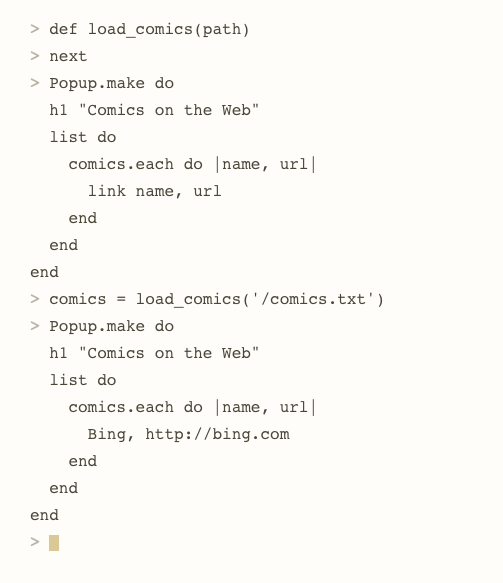 > def load_comics(path)
> next
> Popup.make do
  h1 "Comics on the Web"
  list do
    comics.each do |name, url|
      link name, url
    end
  end
end
> comics = load_comics('/comics.txt')
> Popup.make do
  h1 "Comics on the Web"
  list do
    comics.each do |name, url|
      Bing, http://bing.com
    end
  end
end
>